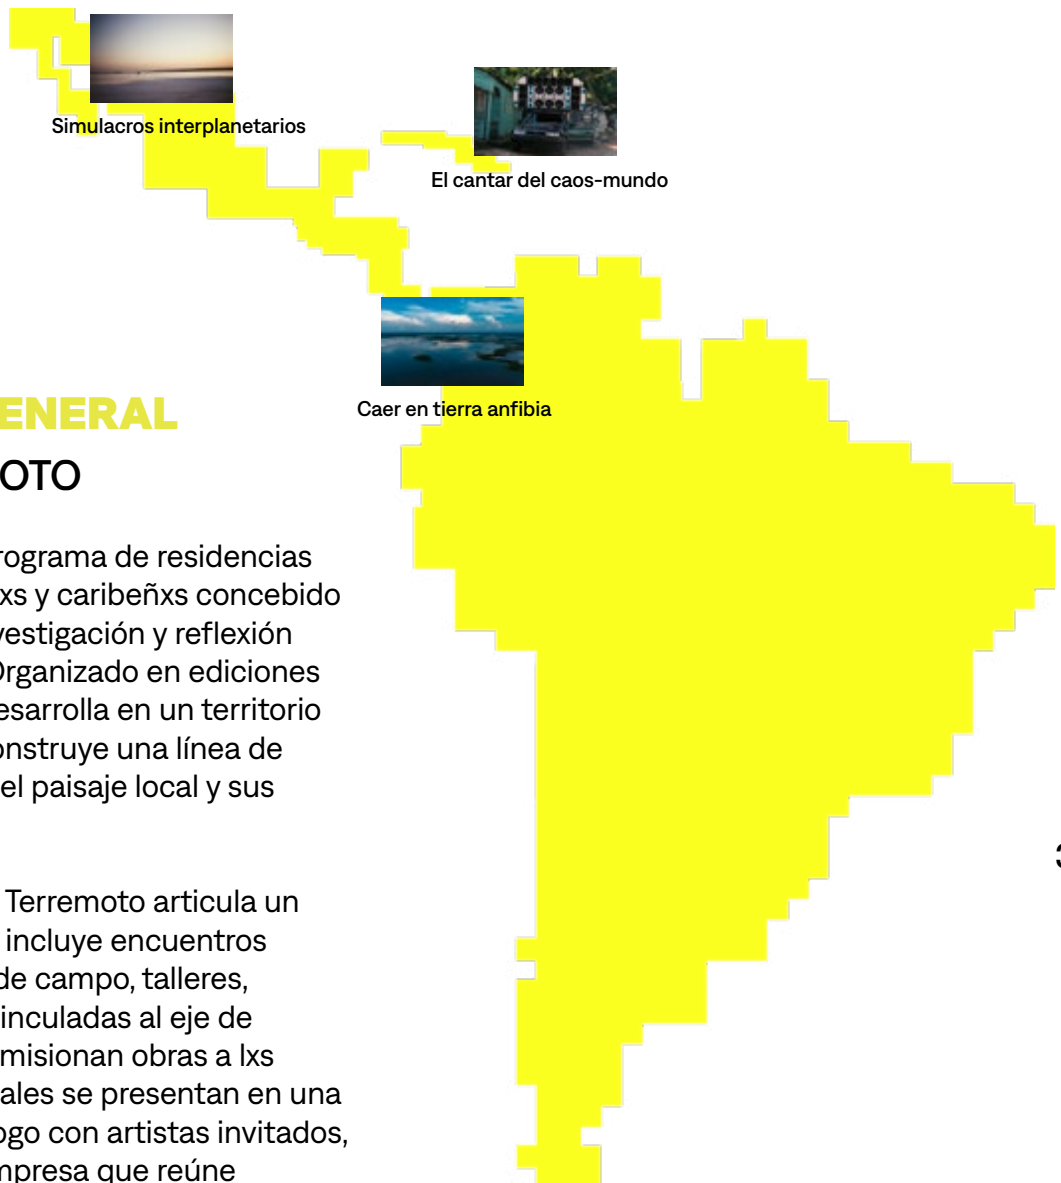 Simulacros interplanetarios
El cantar del caos-mundo
Caer en tierra anfibia
ENERAL
OTO
rograma de residencias
xs y caribeñxs concebido
vestigación y reflexión
Organizado en ediciones
esarrolla en un territorio
onstruye una línea de
el paisaje local y sus
Terremoto articula un
incluye encuentros
de campo, talleres,
inculadas al eje de
misionan obras a lxs
ales se presentan en una
ogo con artistas invitados,
mpresa que reúne